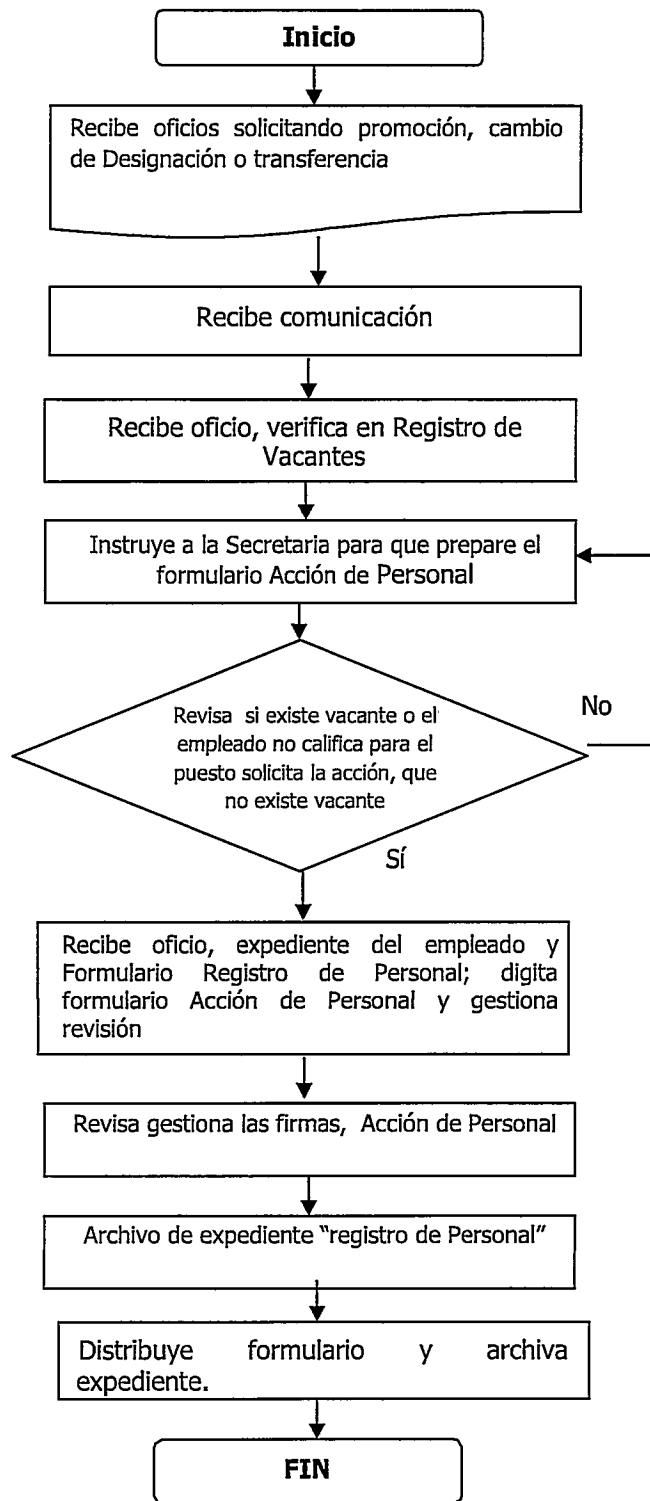 Inicio
Recibe oficios solicitando promoción, cambio
de Designación o transferencia
Recibe comunicación
Recibe oficio, verifica en Registro de
Vacantes
Instruye a la Secretaria para que prepare el
formulario Acción de Personal
Revisa si existe vacante o el
empleado no califica para el
puesto solicita la acción, que
no existe vacante
No
Sí
Recibe oficio, expediente del empleado y
Formulario Registro de Personal; digita
formulario Acción de Personal y gestiona
revisión
Revisa gestiona las firmas, Acción de Personal
Archivo de expediente “registro de Personal”
Distribuye formulario y archiva
expediente.
FIN